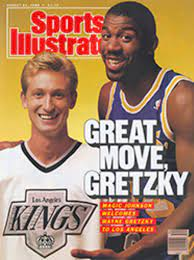 Sports
Illustrated
GREAT
MOVE,
GRETZKY
MAGIC JOHNSON
WELCOMES
WAYNE GRETZKY
TO LOS ANGELES
Los Angeles
KINGS